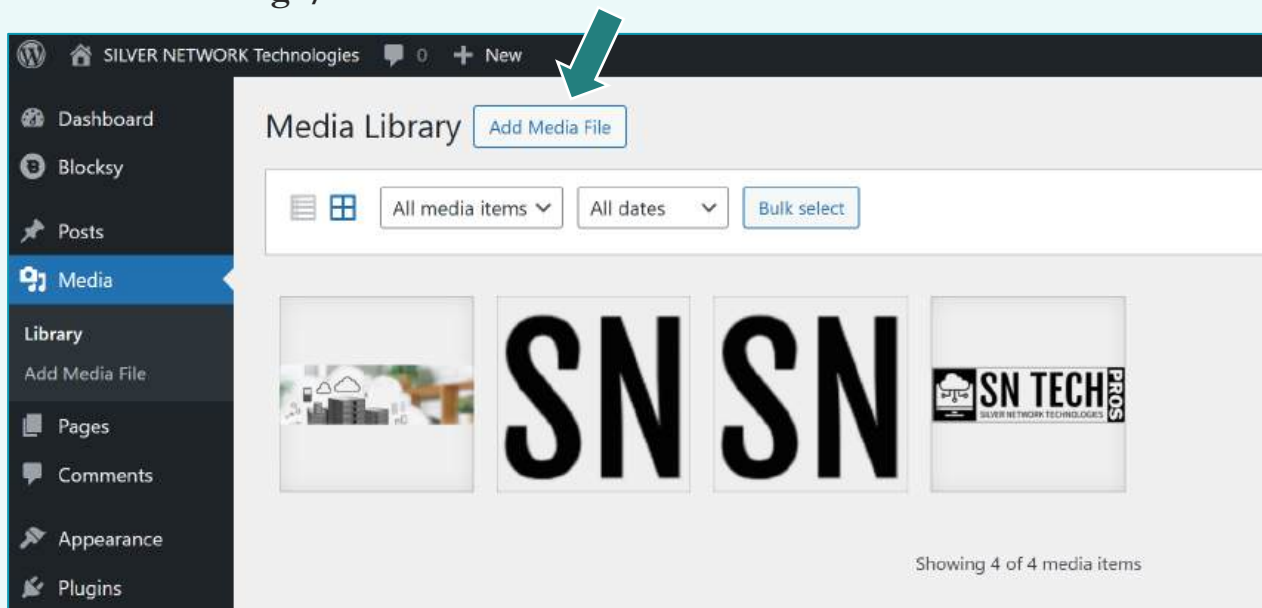 SILVER NETWORK Technologies 0 + New
Dashboard
Blocksy
Posts
Media
Library
Add Media File
Pages
Comments
Appearance
Plugins
Media Library Add Media File
All media items All dates Bulk select
SN SN SN TECH PROS
SILVER NETWORK TECHNOLOGIES
Showing 4 of 4 media items